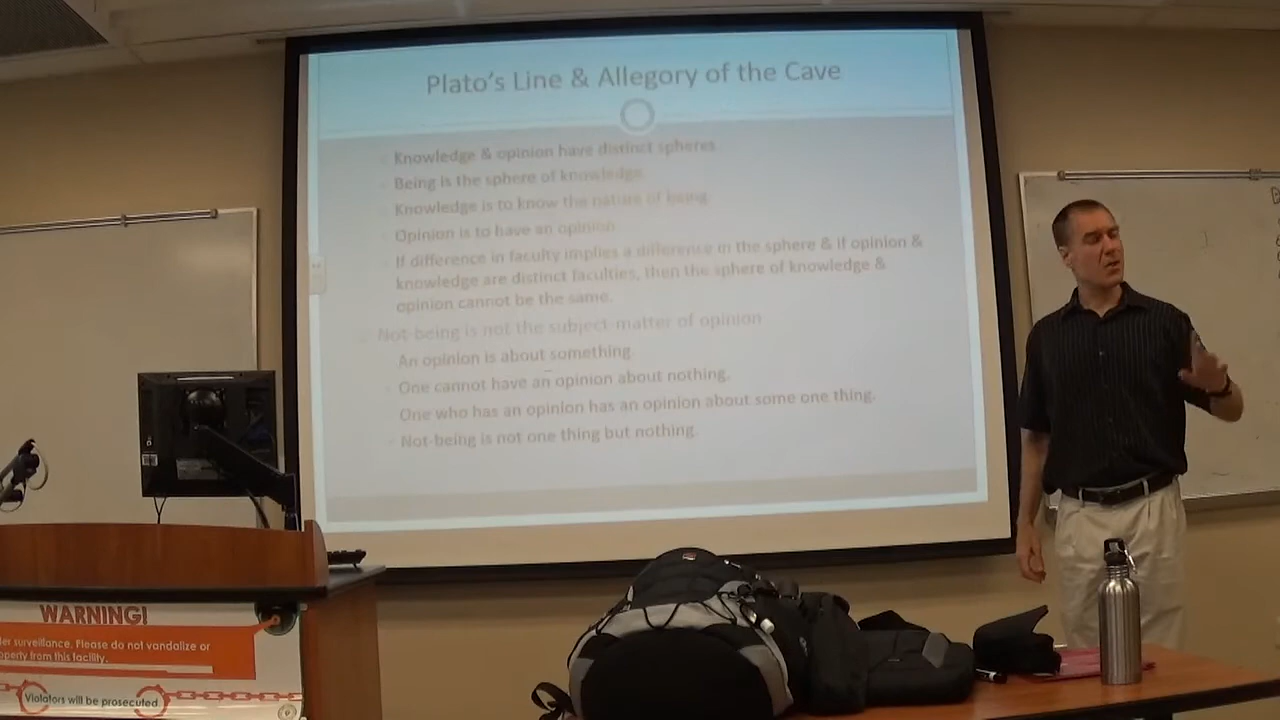 Plato's Line & Allegory of the Cave
Knowledge & opinion have distinct spheres.
Being is the sphere of knowledge.
Knowledge is to know the nature of being.
Opinion is to have an opinion.
If difference in faculty implies a difference in the sphere & if opinion &
knowledge are distinct faculties, then the sphere of knowledge &
opinion cannot be the same.
Not-being is not the subject-matter of opinion
An opinion is about something.
One cannot have an opinion about nothing.
One who has an opinion has an opinion about some one thing.
Not-being is not one thing but nothing.
WARNING!
surveillance. Please do not vandalize or
from this facility.
Violators will be prosecuted